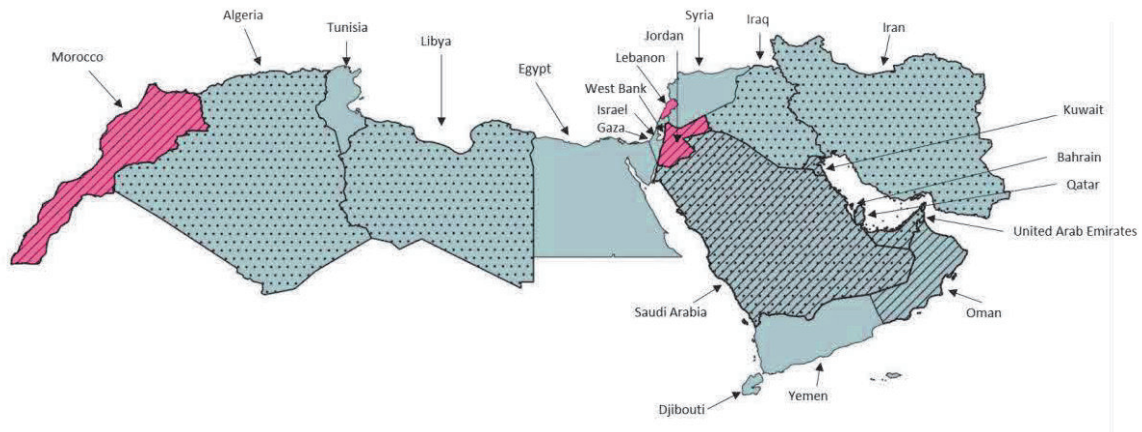 Algeria
Tunisia
Morocco
Libya
Egypt
Syria
Iraq
Iran
Jordan
Lebanon
West Bank
Israel
Gaza
Kuwait
Bahrain
Qatar
United Arab Emirates
Saudi Arabia
Oman
Yemen
Djibouti